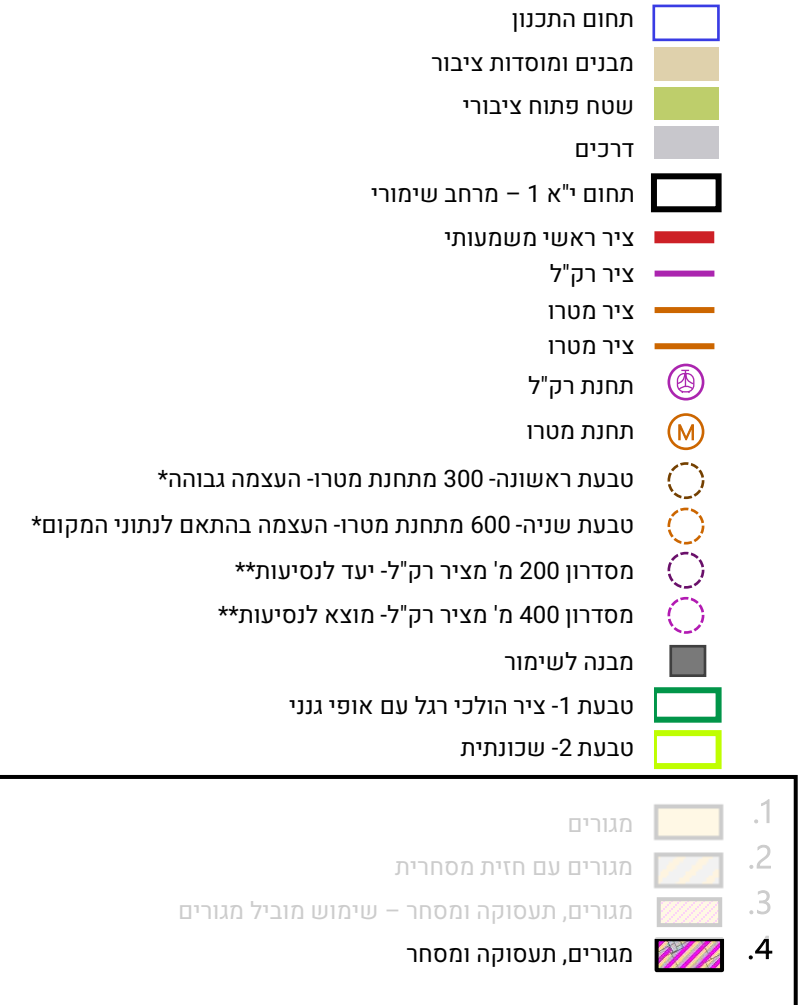 תחום התכנון
מבנים ומוסדות ציבור
שטח פתוח ציבורי
דרכים
תחום י"א 1 – מרחב שימורי
ציר ראשי משמעותי
ציר רק"ל
ציר מטרו
ציר מטרו
תחנת רק"ל
M תחנת מטרו
טבעת ראשונה- 300 מתחנת מטרו- העצמה גבוהה*
טבעת שניה- 600 מתחנת מטרו- העצמה בהתאם לנתוני המקום*
מסדרון 200 מ' מציר רק"ל- יעד לנסיעות**
מסדרון 400 מ' מציר רק"ל- מוצא לנסיעות**
מבנה לשימור
טבעת 1- ציר הולכי רגל עם אופי גנני
טבעת 2- שכונתית
1. מגורים
2. מגורים עם חזית מסחרית
3. מגורים, תעסוקה ומסחר – שימוש מוביל מגורים
4. מגורים, תעסוקה ומסחר